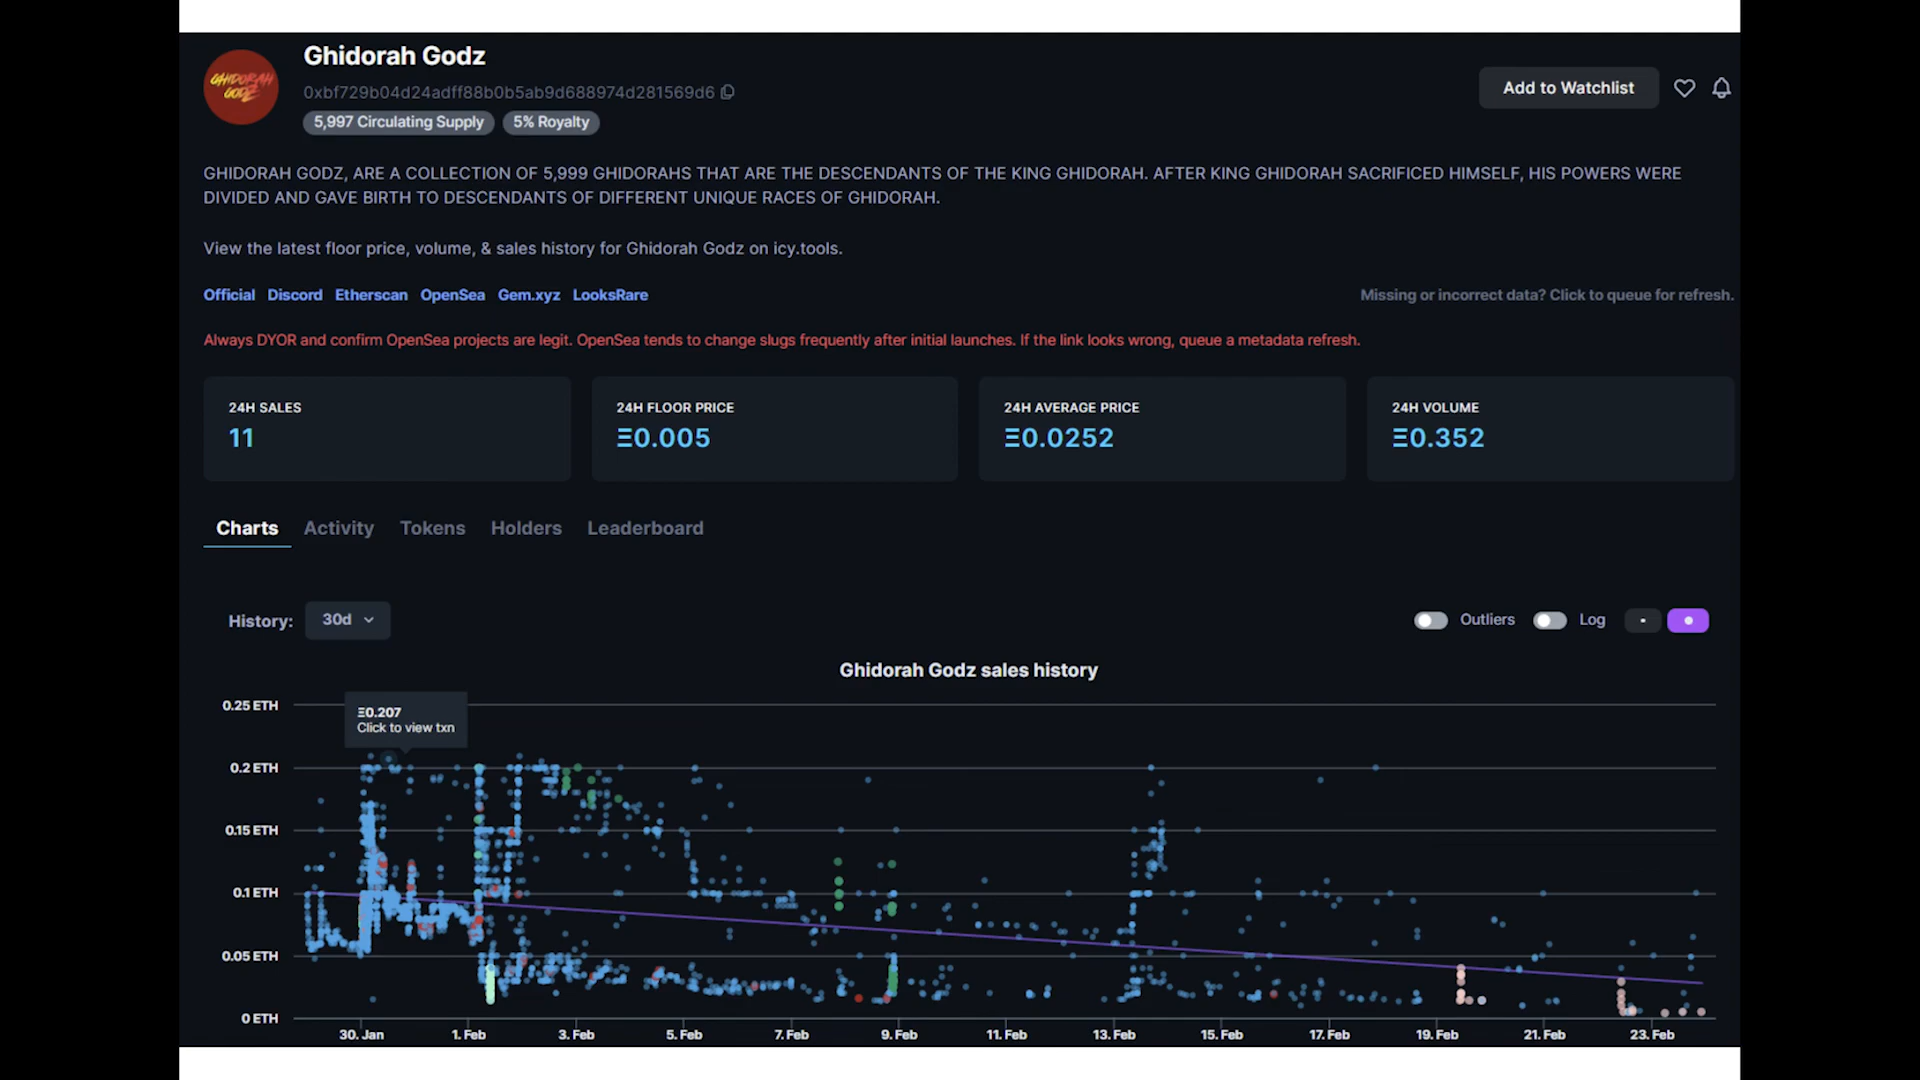 GHIDORAH
GODZ
Ghidorah Godz
0xbf729b04d24adff88b0b5ab9d688974d281569d6
5,997 Circulating Supply
5% Royalty
Add to Watchlist
GHIDORAH GODZ, ARE A COLLECTION OF 5,999 GHIDORAHS THAT ARE THE DESCENDANTS OF THE KING GHIDORAH. AFTER KING GHIDORAH SACRIFICED HIMSELF, HIS POWERS WERE
DIVIDED AND GAVE BIRTH TO DESCENDANTS OF DIFFERENT UNIQUE RACES OF GHIDORAH.
View the latest floor price, volume, & sales history for Ghidorah Godz on icy.tools.
Official Discord Etherscan OpenSea Gem.xyz LooksRare
Missing or incorrect data? Click to queue for refresh.
Always DYOR and confirm OpenSea projects are legit. OpenSea tends to change slugs frequently after initial launches. If the link looks wrong, queue a metadata refresh.
24H SALES
11
24H FLOOR PRICE
Ξ0.005
24H AVERAGE PRICE
Ξ0.0252
24H VOLUME
Ξ0.352
Charts Activity Tokens Holders Leaderboard
History: 30d
Outliers Log
Ghidorah Godz sales history
Ξ0.207
Click to view txn
0.25 ETH
0.2 ETH
0.15 ETH
0.1 ETH
0.05 ETH
0 ETH
30. Jan 1. Feb 3. Feb 5. Feb 7. Feb 9. Feb 11. Feb 13. Feb 15. Feb 17. Feb 19. Feb 21. Feb 23. Feb